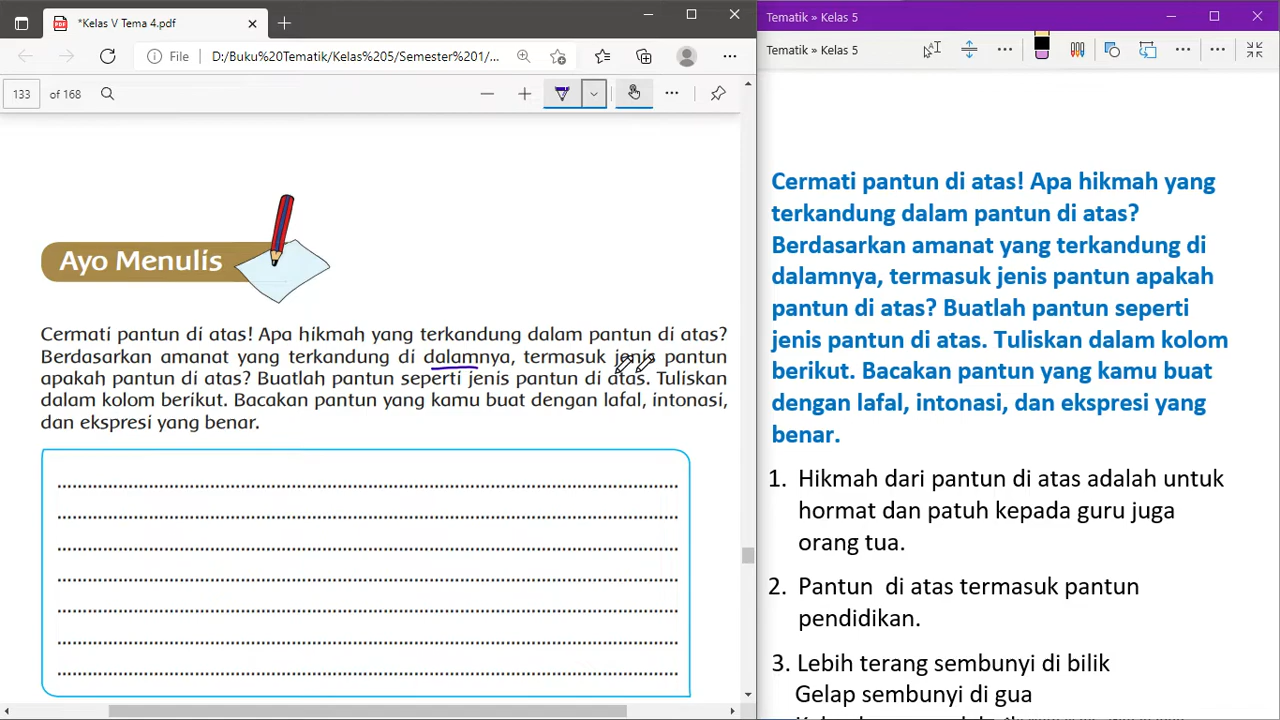 *Kelas V Tema 4.pdf
File
D:/Buku%20Tematik/Kelas%205/Semester%201/...
133
of 168
Ayo Menulis
Cermati pantun di atas! Apa hikmah yang terkandung dalam pantun di atas?
Berdasarkan amanat yang terkandung di dalamnya, termasuk jenis pantun
apakah pantun di atas? Buatlah pantun seperti jenis pantun di atas. Tuliskan
dalam kolom berikut. Bacakan pantun yang kamu buat dengan lafal, intonasi,
dan ekspresi yang benar.
Tematik » Kelas 5
Tematik » Kelas 5
Cermati pantun di atas! Apa hikmah yang
terkandung dalam pantun di atas?
Berdasarkan amanat yang terkandung di
dalamnya, termasuk jenis pantun apakah
pantun di atas? Buatlah pantun seperti
jenis pantun di atas. Tuliskan dalam kolom
berikut. Bacakan pantun yang kamu buat
dengan lafal, intonasi, dan ekspresi yang
benar.
1. Hikmah dari pantun di atas adalah untuk
hormat dan patuh kepada guru juga
orang tua.
2. Pantun di atas termasuk pantun
pendidikan.
3. Lebih terang sembunyi di bilik
Gelap sembunyi di gua